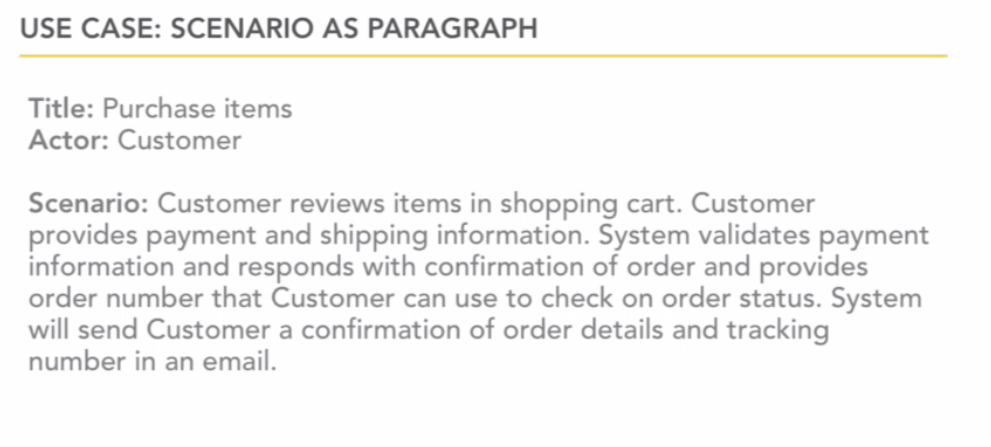 USE CASE: SCENARIO AS PARAGRAPH
Title: Purchase items
Actor: Customer
Scenario: Customer reviews items in shopping cart. Customer
provides payment and shipping information. System validates payment
information and responds with confirmation of order and provides
order number that Customer can use to check on order status. System
will send Customer a confirmation of order details and tracking
number in an email.